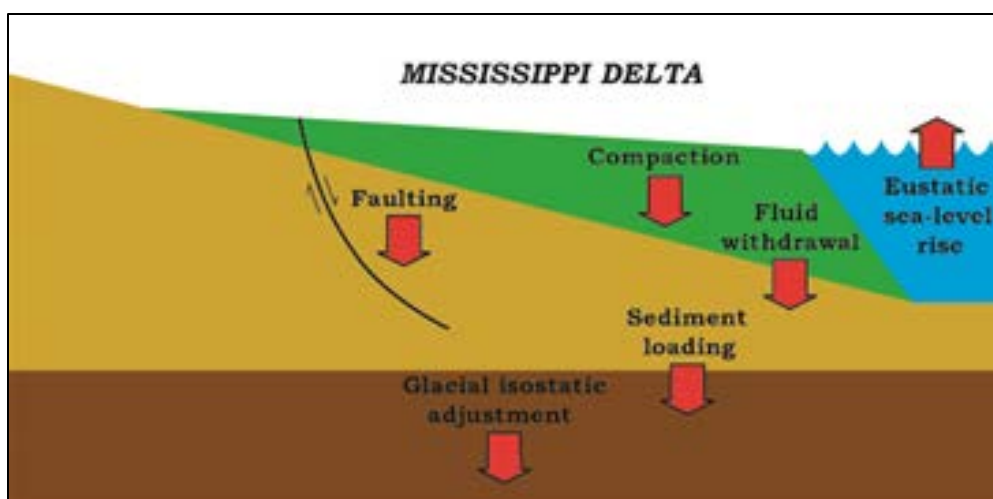 MISSISSIPPI DELTA
Compaction
Faulting
Fluid
withdrawal
Eustatic
sea-level
rise
Sediment
loading
Glacial isostatic
adjustment